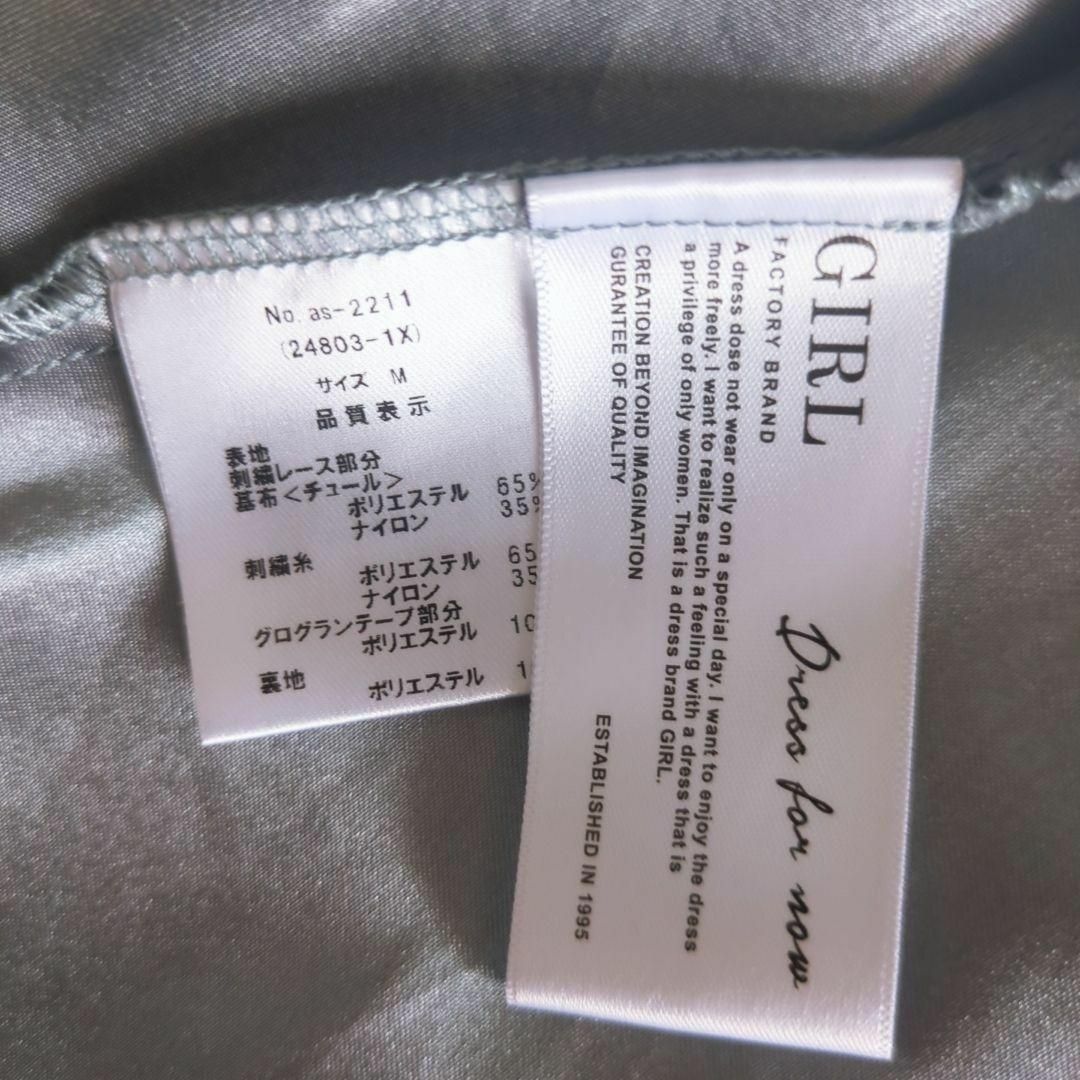 No. as-2211
(24803-1X)
サイズ M
品質表示
表地
刺繍レース部分
基布<チュール>
ポリエステル 65%
ナイロン 35%
刺繍糸 ポリエステル 65
ナイロン 35
グログランテープ部分
ポリエステル 10
裏地 ポリエステル 1
GIRL
FACTORY BRAND
Dress for now
A dress dose not wear only on a special day. I want to enjoy the dress
more freely. I want to realize such a feeling with a dress that is
a privilege of only women. That is a dress brand GIRL.
CREATION BEYOND IMAGINATION
GURANTEE OF QUALITY
ESTABLISHED IN 1995